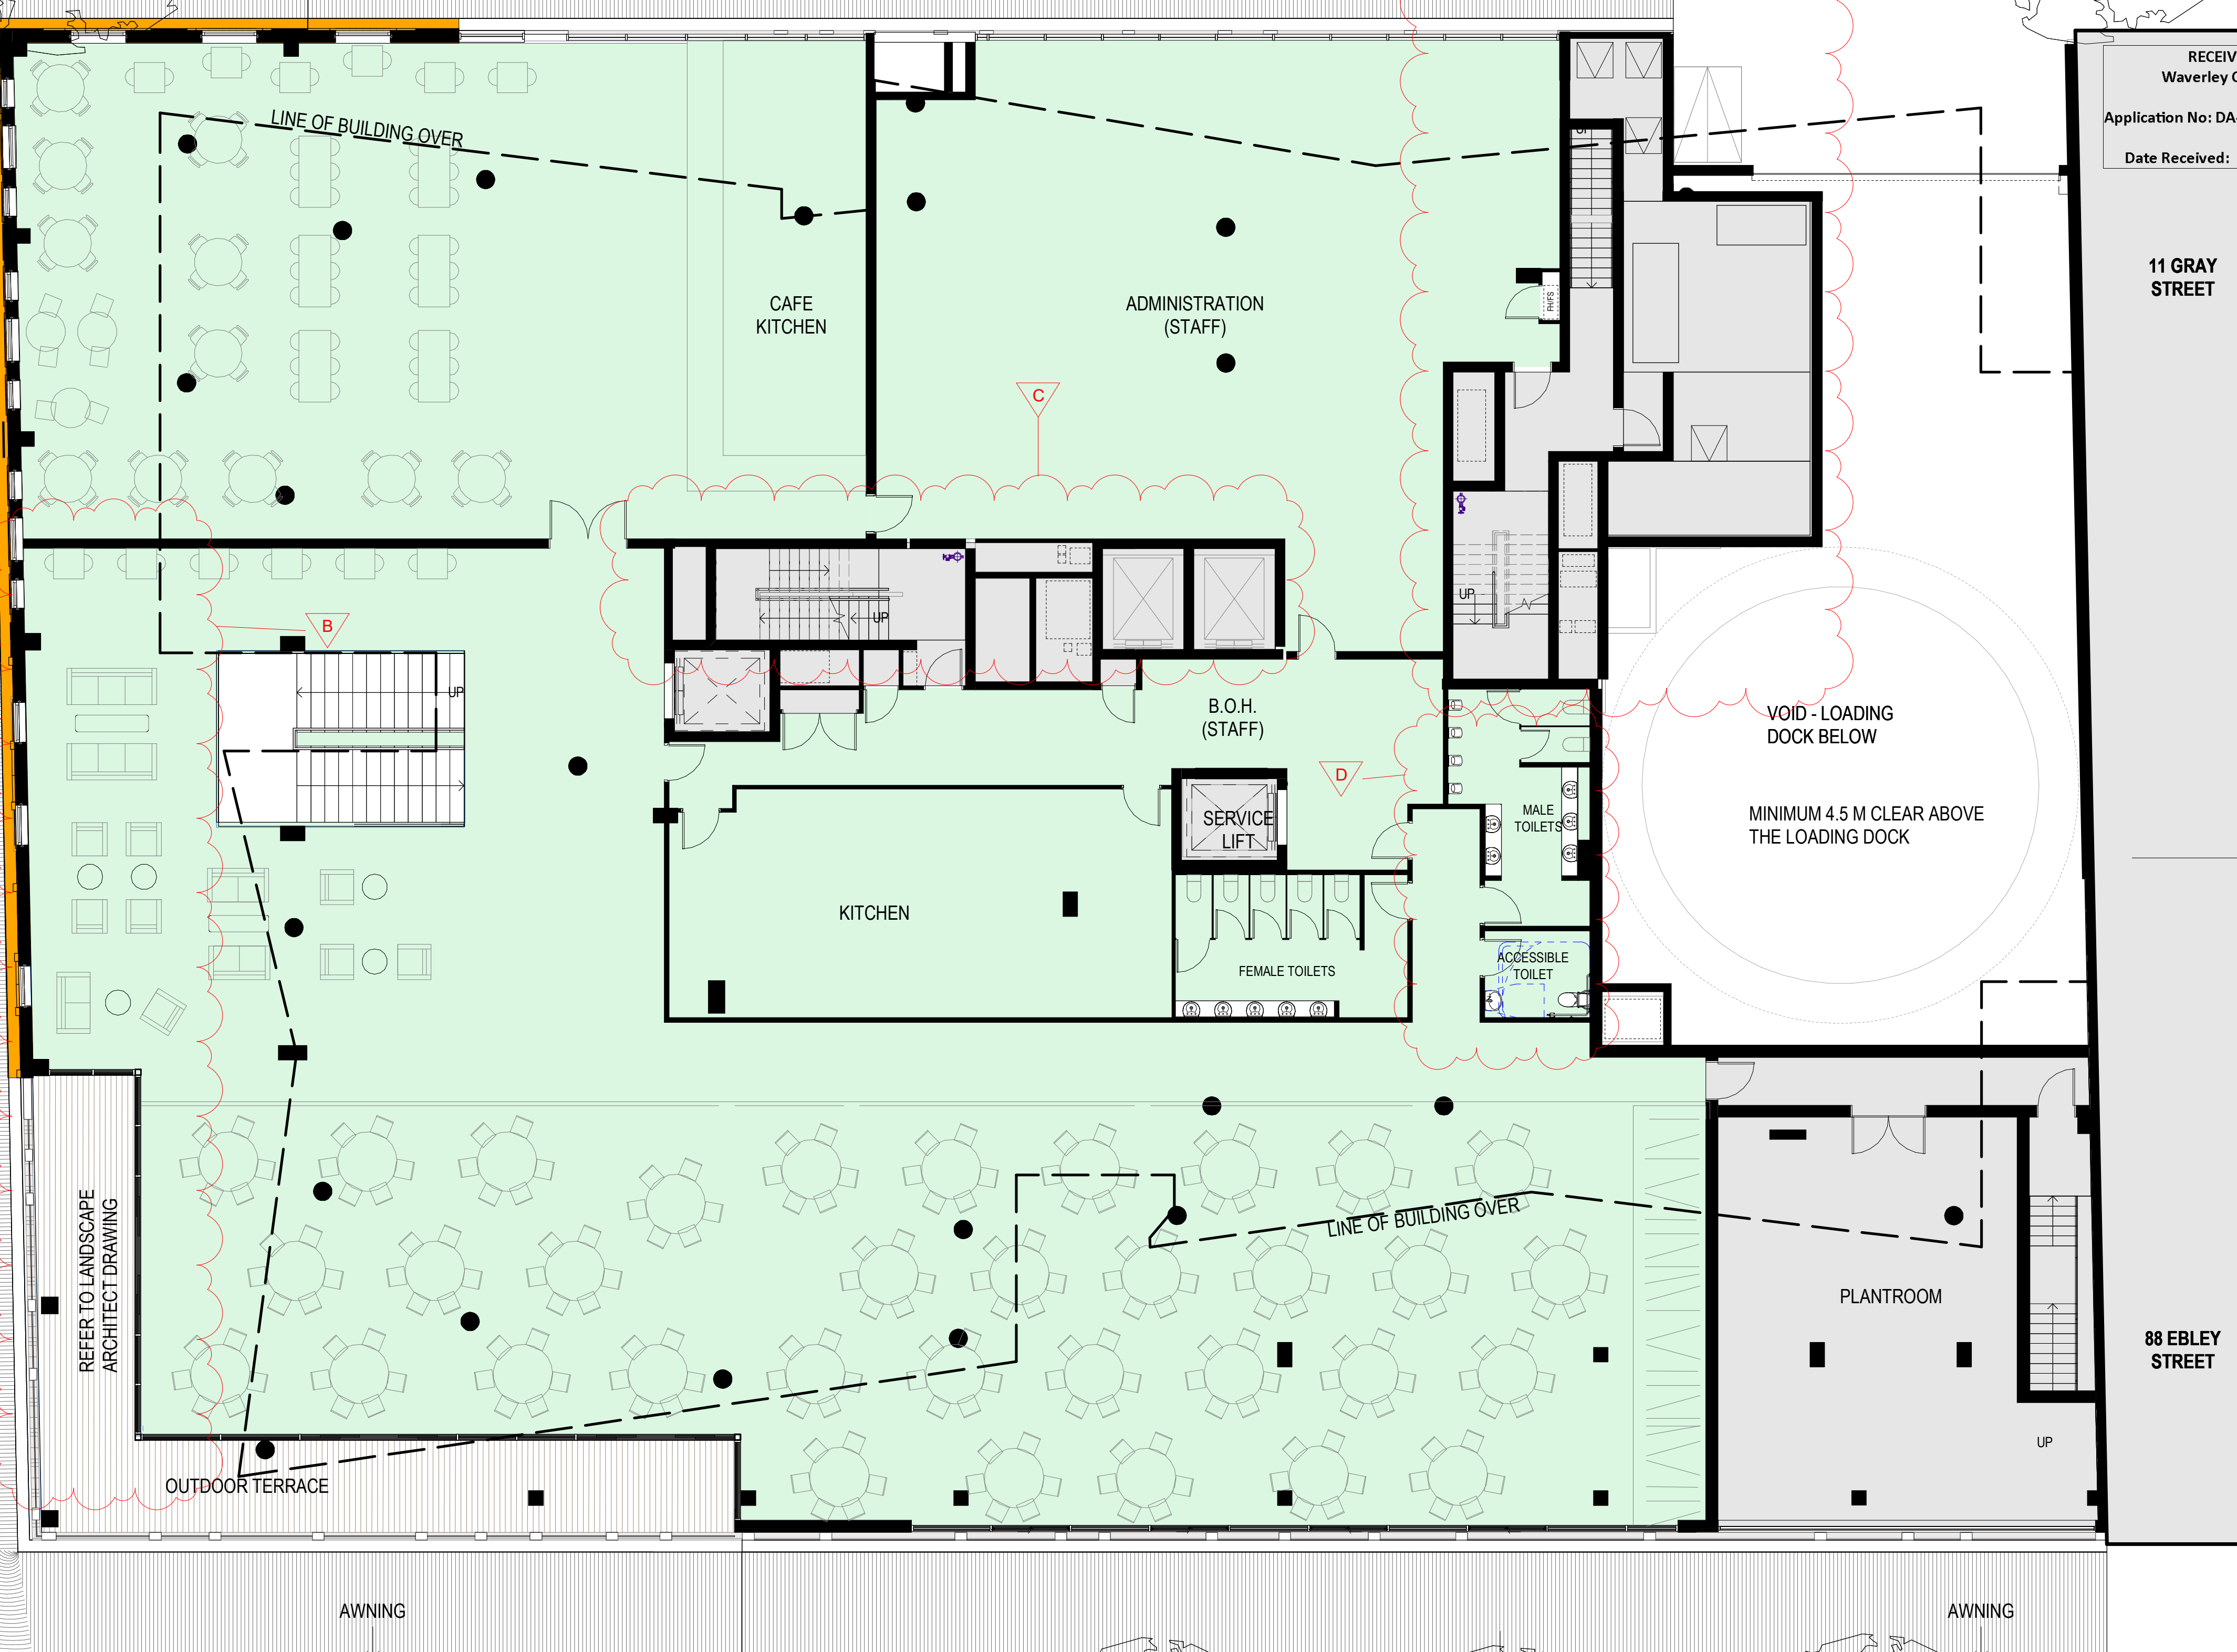 RECEIV
Waverley C
Application No: DA-
Date Received:
LINE OF BUILDING OVER
11 GRAY
STREET
FH/FS
CAFE
KITCHEN
ADMINISTRATION
(STAFF)
C
UP
UP
B
UP
B.O.H.
(STAFF)
VOID - LOADING
DOCK BELOW
D
SERVICE
LIFT
MALE
TOILETS
MINIMUM 4.5 M CLEAR ABOVE
THE LOADING DOCK
KITCHEN
FEMALE TOILETS
ACCESSIBLE
TOILET
REFER TO LANDSCAPE
ARCHITECT DRAWING
LINE OF BUILDING OVER
PLANTROOM
88 EBLEY
STREET
UP
OUTDOOR TERRACE
AWNING
AWNING